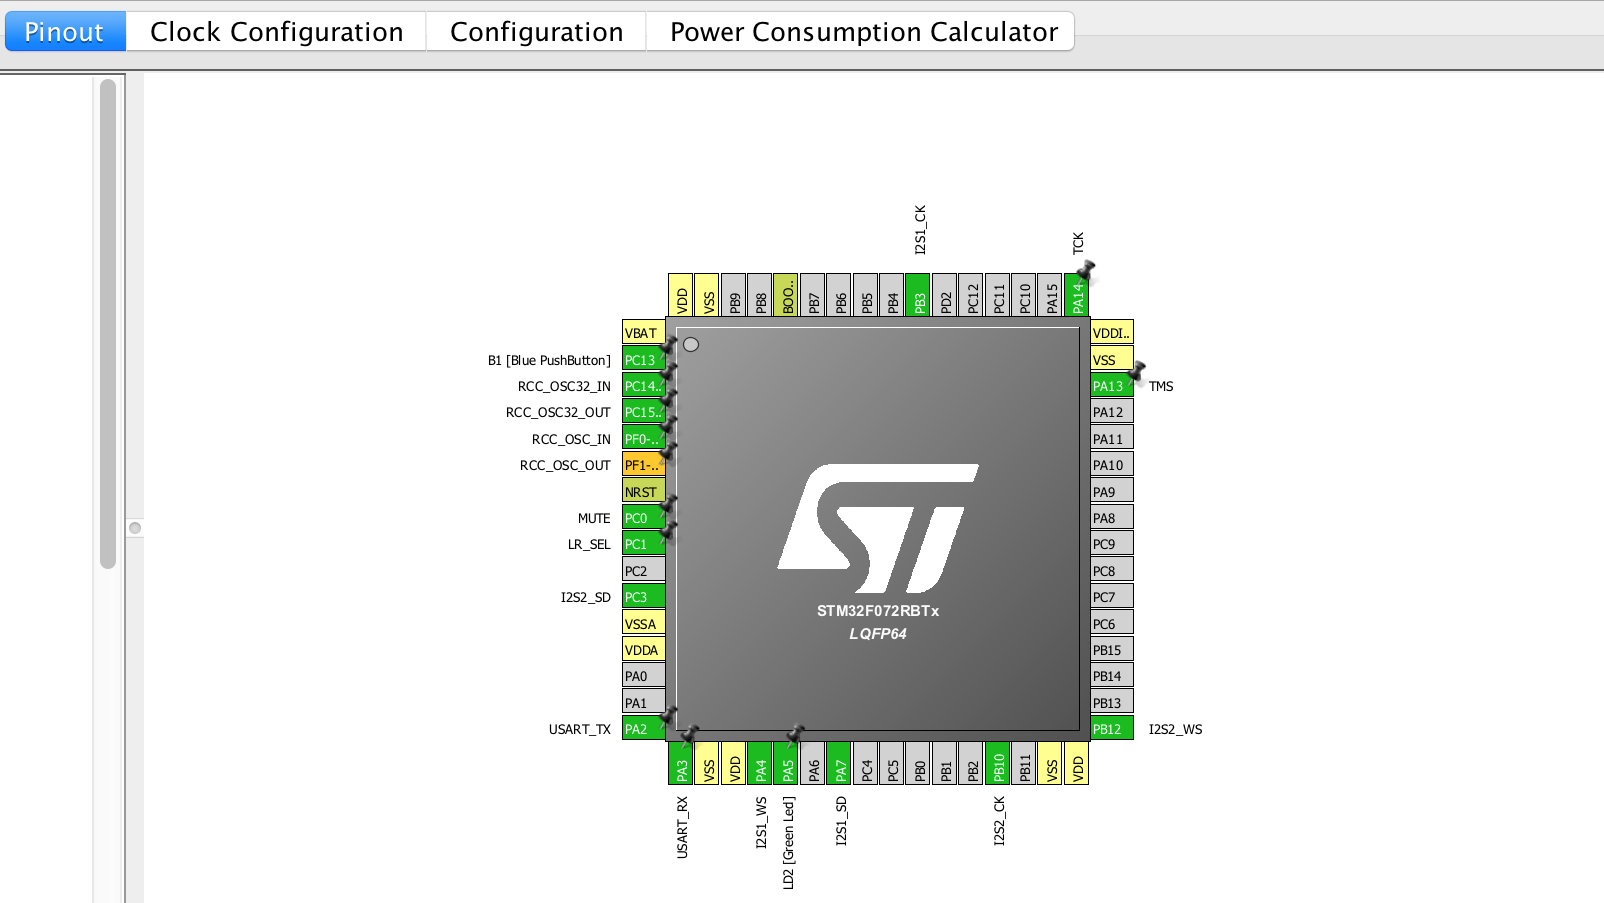 Pinout Clock Configuration Configuration Power Consumption Calculator
I2S1_CK
TCK
VDD VSS PB9 PB8 BOO.. PB7 PB6 PB5 PB4 PB3 PD2 PC12 PC11 PC10 PA15 PA14
VBAT VDDI..
B1 [Blue PushButton] PC13 VSS
RCC_OSC32_IN PC14.. PA13 TMS
RCC_OSC32_OUT PC15.. PA12
RCC_OSC_IN PF0-.. PA11
RCC_OSC_OUT PF1-.. PA10
NRST PA9
MUTE PC0 PA8
LR_SEL PC1 PC9
PC2 PC8
I2S2_SD PC3 PC7
VSSA PC6
VDDA PB15
PA0 PB14
PA1 PB13
USART_TX PA2 PB12 I2S2_WS
ST
STM32F072RBTx
LQFP64
PA3 VSS VDD PA4 PA5 PA6 PA7 PC4 PC5 PB0 PB1 PB2 PB10 PB11 VSS VDD
USART_RX
I2S1_WS
LD2 [Green Led]
I2S1_SD
I2S2_CK